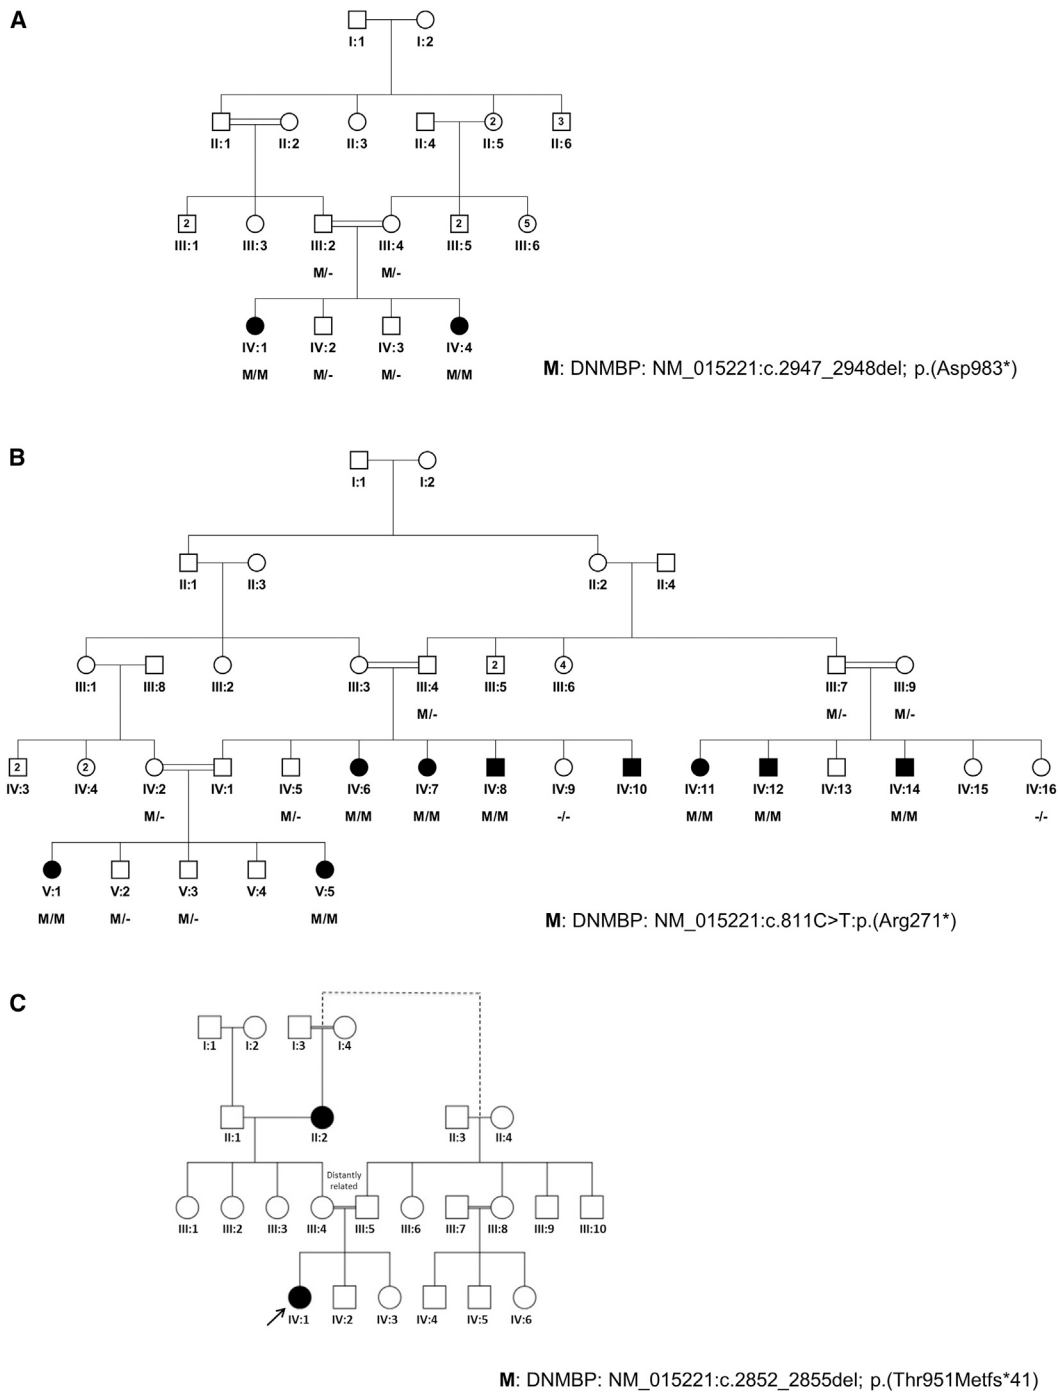 A
I:1 I:2
2 3
II:1 II:2 II:3 II:4 II:5 II:6
2 2 5
III:1 III:3 III:2 III:4 III:5 III:6
M/- M/-
IV:1 IV:2 IV:3 IV:4
M/M M/- M/- M/M
M: DNMBP: NM_015221:c.2947_2948del; p.(Asp983*)
B
I:1 I:2
II:1 II:3 II:2 II:4
2 4
III:1 III:8 III:2 III:3 III:4 III:5 III:6 III:7 III:9
M/- M/- M/-
2 2
IV:3 IV:4 IV:2 IV:1 IV:5 IV:6 IV:7 IV:8 IV:9 IV:10 IV:11 IV:12 IV:13 IV:14 IV:15 IV:16
M/- M/- M/M M/M M/M -/- M/M M/M M/M -/-
V:1 V:2 V:3 V:4 V:5
M/M M/- M/- M/M
M: DNMBP: NM_015221:c.811C>T:p.(Arg271*)
C
I:1 I:2 I:3 I:4
II:1 II:2 II:3 II:4
Distantly
related
III:1 III:2 III:3 III:4 III:5 III:6 III:7 III:8 III:9 III:10
IV:1 IV:2 IV:3 IV:4 IV:5 IV:6
M: DNMBP: NM_015221:c.2852_2855del; p.(Thr951Metfs*41)